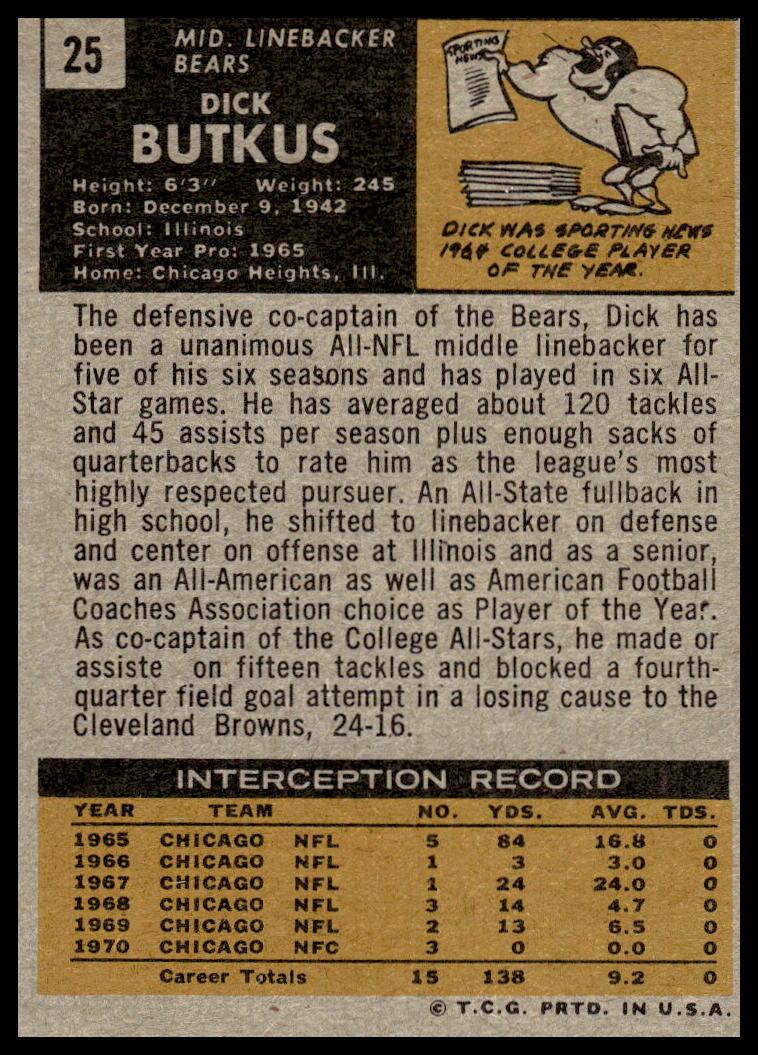 25
MID. LINEBACKER
BEARS
DICK
BUTKUS
Height: 6'3" Weight: 245
Born: December 9, 1942
School: Illinois
First Year Pro: 1965
Home: Chicago Heights, Ill.
SPORTING
NEWS
DICK WAS SPORTING NEWS
1964 COLLEGE PLAYER
OF THE YEAR.
The defensive co-captain of the Bears, Dick has
been a unanimous All-NFL middle linebacker for
five of his six seasons and has played in six All-
Star games. He has averaged about 120 tackles
and 45 assists per season plus enough sacks of
quarterbacks to rate him as the league's most
highly respected pursuer. An All-State fullback in
high school, he shifted to linebacker on defense
and center on offense at Illinois and as a senior,
was an All-American as well as American Football
Coaches Association choice as Player of the Year.
As co-captain of the College All-Stars, he made or
assiste on fifteen tackles and blocked a fourth-
quarter field goal attempt in a losing cause to the
Cleveland Browns, 24-16.
INTERCEPTION RECORD
YEAR TEAM NO. YDS. AVG. TDS.
1965 CHICAGO NFL 5 84 16.8 0
1966 CHICAGO NFL 1 3 3.0 0
1967 CHICAGO NFL 1 24 24.0 0
1968 CHICAGO NFL 3 14 4.7 0
1969 CHICAGO NFL 2 13 6.5 0
1970 CHICAGO NFC 3 0 0.0 0
Career Totals 15 138 9.2 0
© T.C.G. PRTD. IN U.S.A.